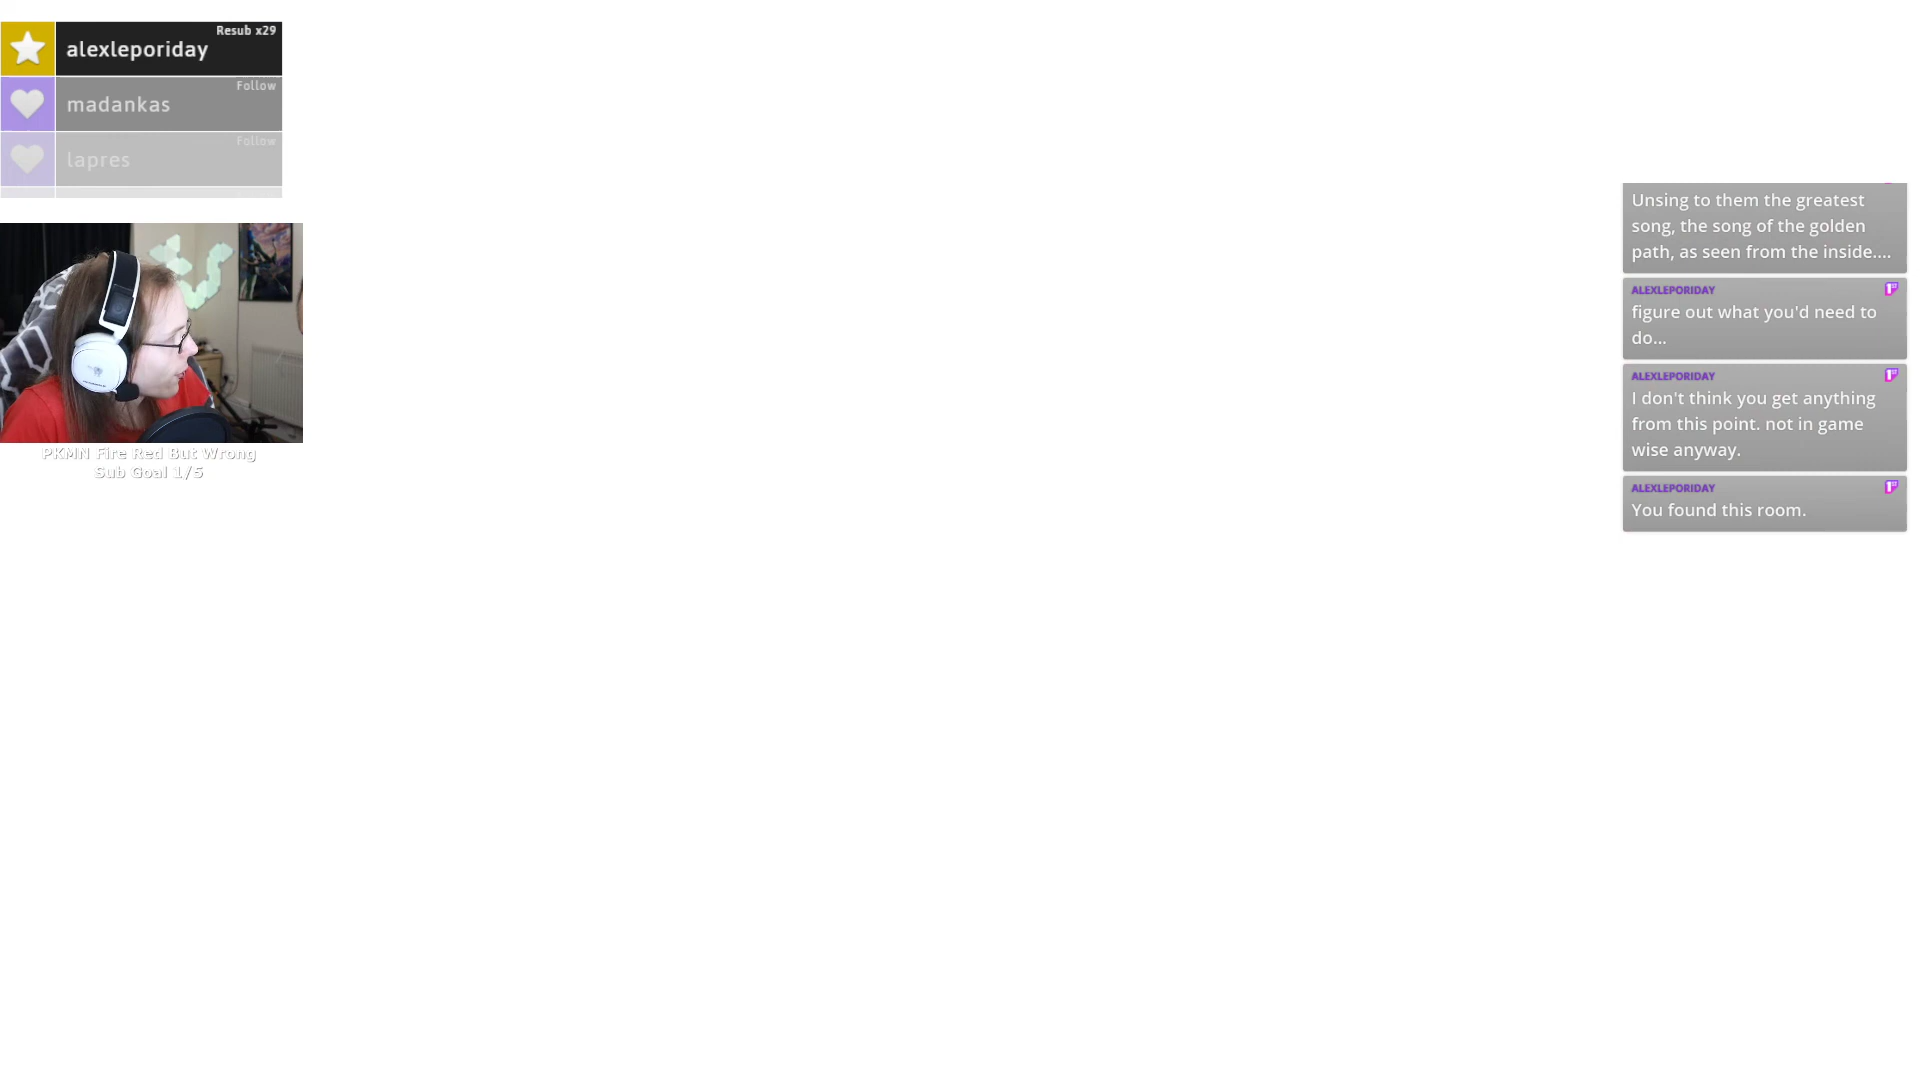 Resub x29
alexleporiday
Follow
madankas
Follow
lapres
PKMN Fire Red But Wrong
Sub Goal 1/5
Unsing to them the greatest
song, the song of the golden
path, as seen from the inside....
ALEXLEPORIDAY
figure out what you'd need to
do...
ALEXLEPORIDAY
I don't think you get anything
from this point. not in game
wise anyway.
ALEXLEPORIDAY
You found this room.